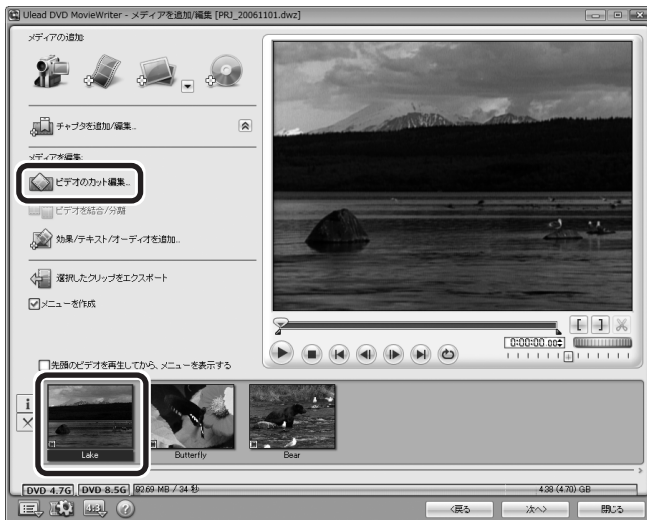 Ulead DVD MovieWriter - メディアを追加/編集 [PRJ_20061101.dwz]
メディアの追加:
チャプタを追加/編集...
メディアを編集:
ビデオのカット編集...
ビデオを結合/分割
効果/テキスト/オーディオを追加...
選択したクリップをエクスポート
メニューを作成
0:00:00.00
先頭のビデオを再生してから、メニューを表示する
Lake
Butterfly
Bear
DVD 4.7G
DVD 8.5G
92.69 MB / 34 秒
4.38 (4.70) GB
4:3
<戻る
次へ>
閉じる